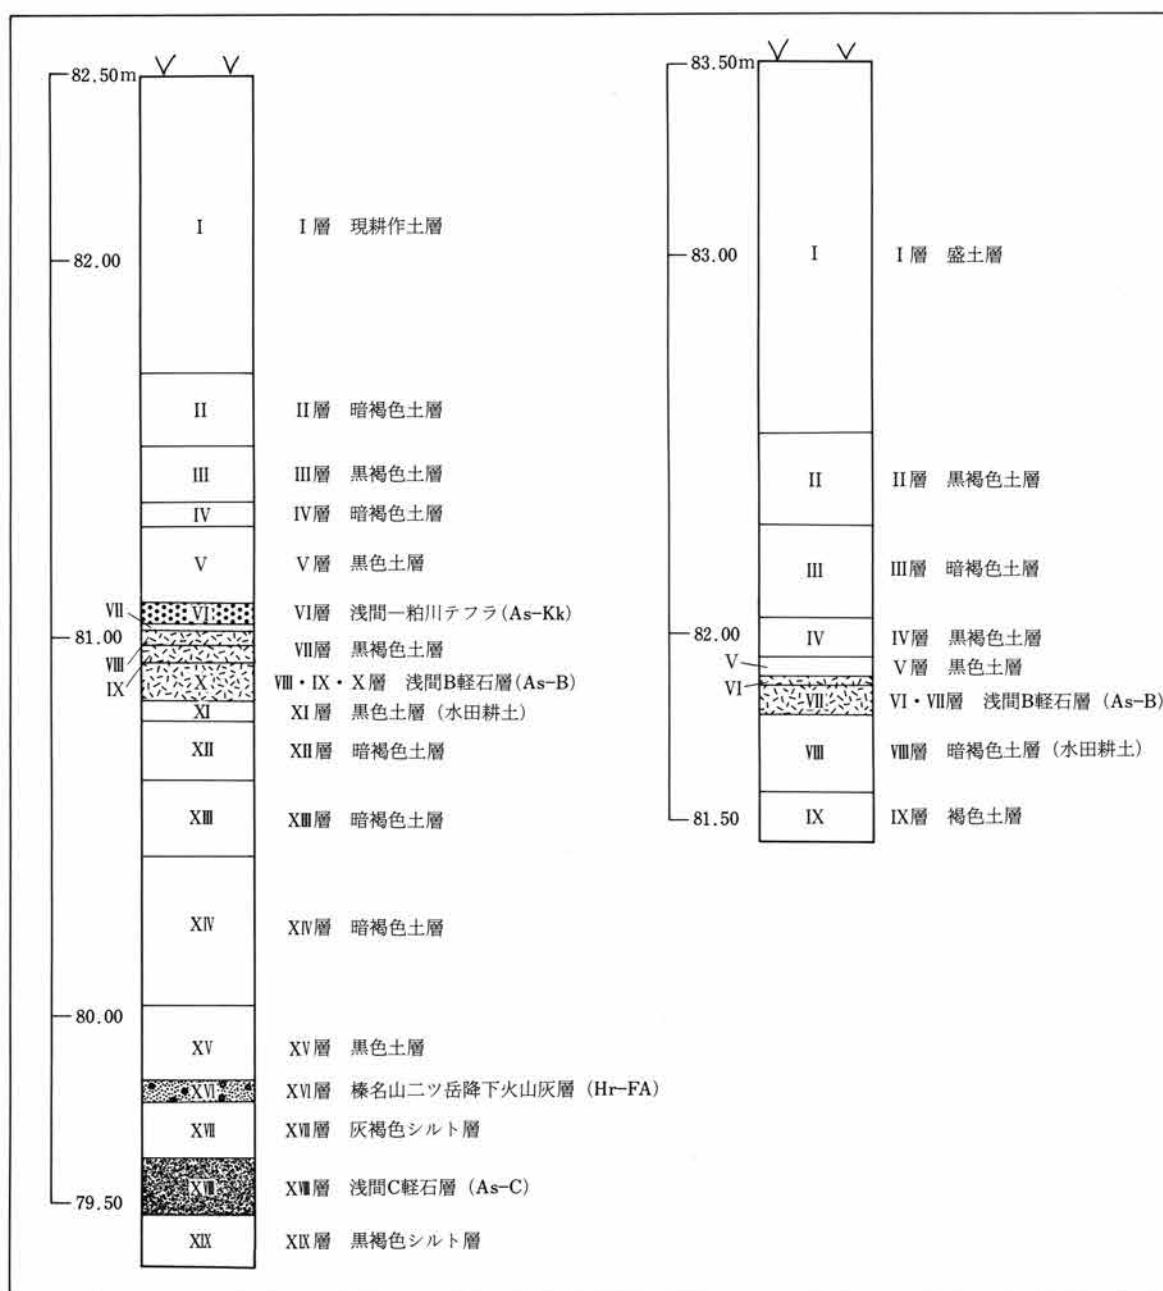 82.50m
82.00
81.00
80.00
79.50
I
II
III
IV
V
VI
VII
VIII
IX
X
XI
XII
XIII
XIV
XV
XVI
XVII
XVIII
XIX
I層 現耕作土層
II層 暗褐色土層
III層 黒褐色土層
IV層 暗褐色土層
V層 黒色土層
VI層 浅間―粕川テフラ(As-Kk)
VII層 黒褐色土層
VIII・IX・X層 浅間B軽石層(As-B)
XI層 黒色土層(水田耕土)
XII層 暗褐色土層
XIII層 暗褐色土層
XIV層 暗褐色土層
XV層 黒色土層
XVI層 榛名山二ツ岳降下火山灰層(Hr-FA)
XVII層 灰褐色シルト層
XVIII層 浅間C軽石層(As-C)
XIX層 黒褐色シルト層
83.50m
83.00
82.00
81.50
I
II
III
IV
V
VI
VII
VIII
IX
I層 盛土層
II層 黒褐色土層
III層 暗褐色土層
IV層 黒褐色土層
V層 黒色土層
VI・VII層 浅間B軽石層(As-B)
VIII層 暗褐色土層(水田耕土)
IX層 褐色土層